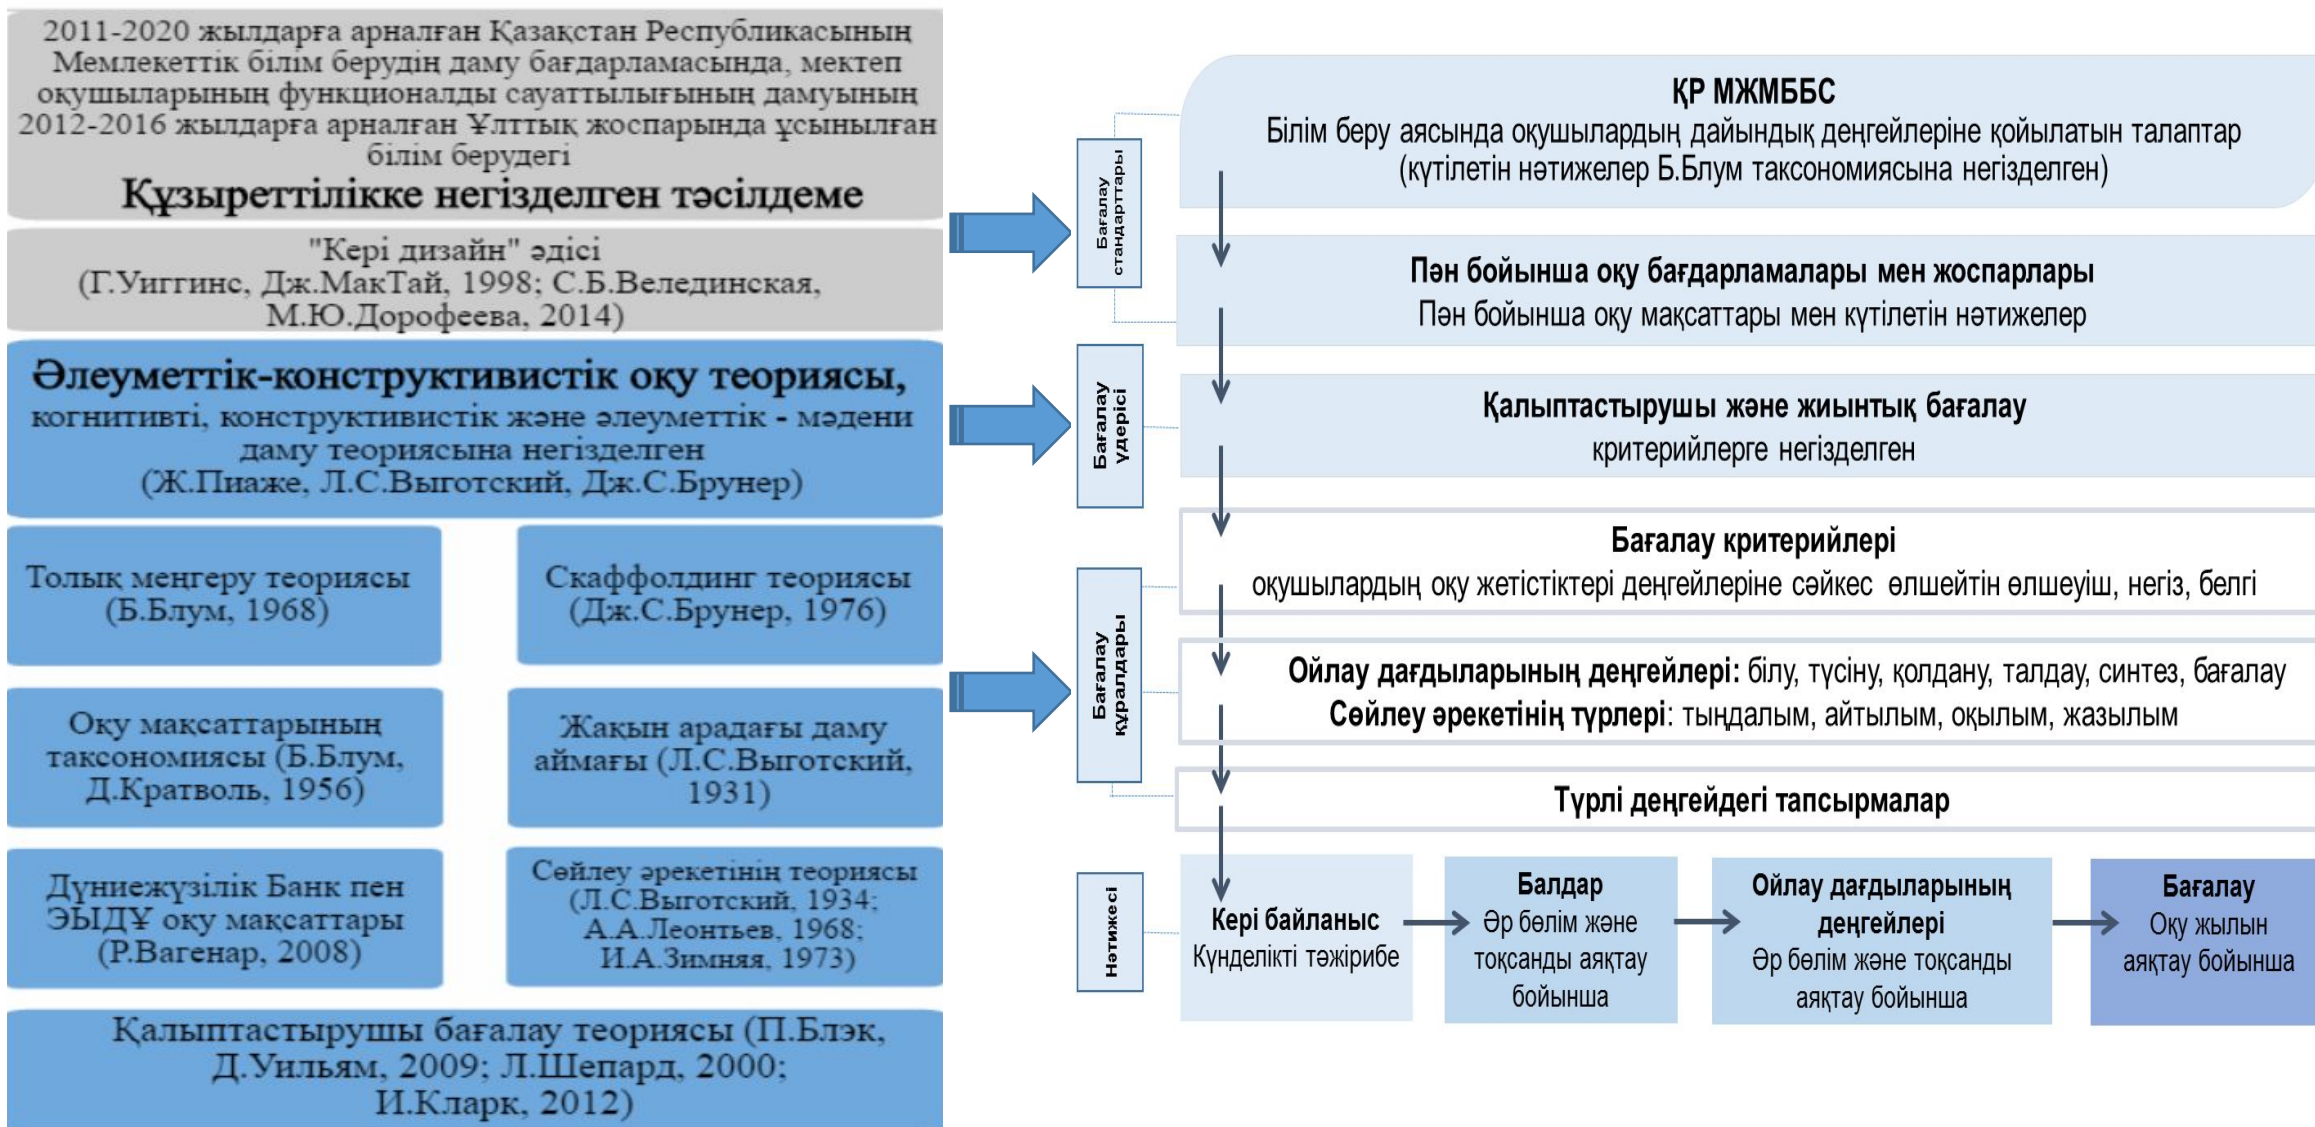 2011-2020 жылдарға арналған Қазақстан Республикасының
Мемлекеттік білім берудің даму бағдарламасында, мектеп
оқушыларының функционалды сауаттылығының дамуының
2012-2016 жылдарға арналған Ұлттық жоспарында ұсынылған
білім берудегі
Құзыреттілікке негізделген тәсілдеме
"Кері дизайн" әдісі
(Г.Уиггинс, Дж.МакТай, 1998; С.Б.Велединская,
М.Ю.Дорофеева, 2014)
Әлеуметтік-конструктивистік оқу теориясы,
когнитивті, конструктивистік және әлеуметтік - мәдени
даму теориясына негізделген
(Ж.Пиаже, Л.С.Выготский, Дж.С.Брунер)
Толық меңгеру теориясы
(Б.Блум, 1968)
Скаффолдинг теориясы
(Дж.С.Брунер, 1976)
Оқу мақсаттарының
таксономиясы (Б.Блум,
Д.Кратволь, 1956)
Жақын арадағы даму
аймағы (Л.С.Выготский,
1931)
Дүниежүзілік Банк пен
ЭЫДҰ оқу мақсаттары
(Р.Вагенар, 2008)
Сөйлеу әрекетінің теориясы
(Л.С.Выготский, 1934;
А.А.Леонтьев, 1968;
И.А.Зимняя, 1973)
Қалыптастырушы бағалау теориясы (П.Блэк,
Д.Уильям, 2009; Л.Шепард, 2000;
И.Кларк, 2012)
Бағалау
стандарттары
ҚР МЖМББС
Білім беру аясында оқушылардың дайындық деңгейлеріне қойылатын талаптар
(күтілетін нәтижелер Б.Блум таксономиясына негізделген)
Пән бойынша оқу бағдарламалары мен жоспарлары
Пән бойынша оқу мақсаттары мен күтілетін нәтижелер
Бағалау
үдерісі
Қалыптастырушы және жиынтық бағалау
критерийлерге негізделген
Бағалау
құралдары
Бағалау критерийлері
оқушылардың оқу жетістіктері деңгейлеріне сәйкес өлшейтін өлшеуіш, негіз, белгі
Ойлау дағдыларының деңгейлері: білу, түсіну, қолдану, талдау, синтез, бағалау
Сөйлеу әрекетінің түрлері: тыңдалым, айтылым, оқылым, жазылым
Түрлі деңгейдегі тапсырмалар
Нәтижесі
Кері байланыс
Күнделікті тәжірибе
Балдар
Әр бөлім және
тоқсанды аяқтау
бойынша
Ойлау дағдыларының
деңгейлері
Әр бөлім және тоқсанды
аяқтау бойынша
Бағалау
Оқу жылын
аяқтау бойынша